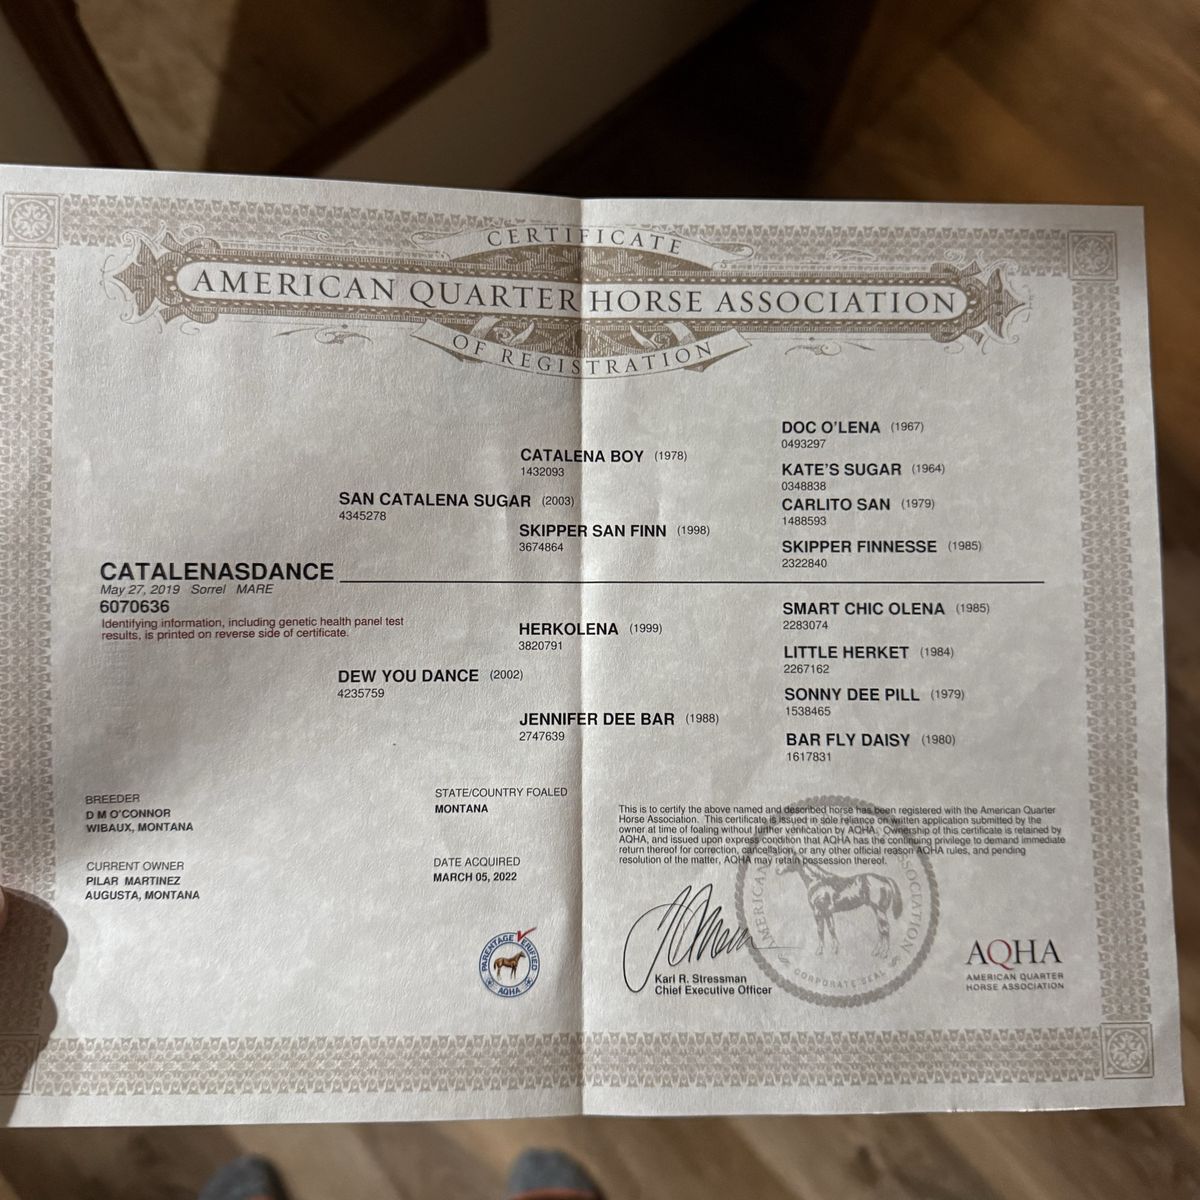 CERTIFICATE
AMERICAN QUARTER HORSE ASSOCIATION
OF REGISTRATION
DOC O'LENA (1967)
0493297
CATALENA BOY (1978)
1432093
KATE'S SUGAR (1964)
0348838
SAN CATALENA SUGAR (2003)
4345278
CARLITO SAN (1979)
1488593
SKIPPER SAN FINN (1998)
3674864
SKIPPER FINNESSE (1985)
2322840
CATALENASDANCE
May 27, 2019 Sorrel MARE
6070636
Identifying information, including genetic health panel test
results, is printed on reverse side of certificate.
SMART CHIC OLENA (1985)
2283074
HERKOLENA (1999)
3820791
LITTLE HERKET (1984)
2267162
DEW YOU DANCE (2002)
4235759
SONNY DEE PILL (1979)
1538465
JENNIFER DEE BAR (1988)
2747639
BAR FLY DAISY (1980)
1617831
BREEDER
D M O'CONNOR
WIBAUX, MONTANA
STATE/COUNTRY FOALED
MONTANA
CURRENT OWNER
PILAR MARTINEZ
AUGUSTA, MONTANA
DATE ACQUIRED
MARCH 05, 2022
This is to certify the above named and described horse has been registered with the American Quarter
Horse Association. This certificate is issued in sole reliance on written application submitted by the
owner at time of foaling without further verification by AQHA. Ownership of this certificate is retained by
AQHA, and issued upon express condition that AQHA has the continuing privilege to demand immediate
return thereof for correction, cancellation, or any other official reason AQHA rules, and pending
resolution of the matter, AQHA may retain possession thereof.
PARENTAGE VERIFIED
AQHA
Karl R. Stressman
Chief Executive Officer
AMERICAN
ASSOCIATION
CORPORATE SEAL
AQHA
AMERICAN QUARTER
HORSE ASSOCIATION